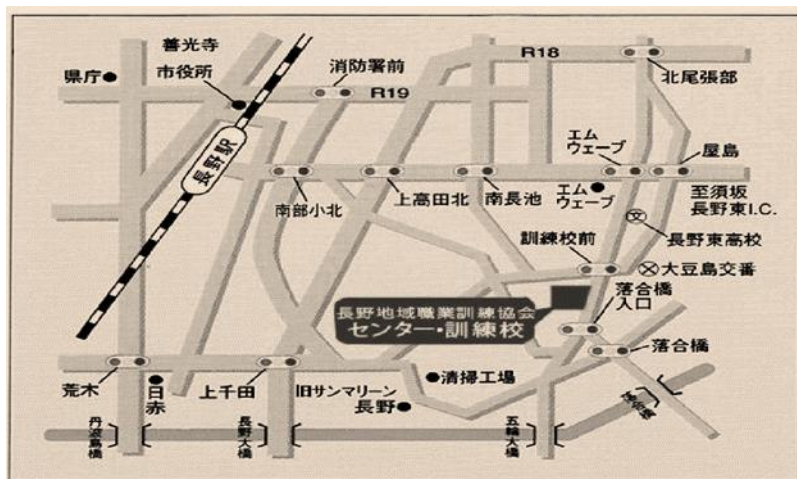 善光寺
県庁
市役所
消防署前
R19
R18
北尾張部
長野駅
南部小北
上高田北
南長池
エム
ウェーブ
エム
ウェーブ
屋島
至須坂
長野東I.C.
長野東高校
訓練校前
大豆島交番
落合橋
入口
長野地域職業訓練協会
センター・訓練校
落合橋
荒木
日
赤
上千田
旧サンマリーン
長野
清掃工場
丹波島橋
長野大橋
五輪大橋
落合橋